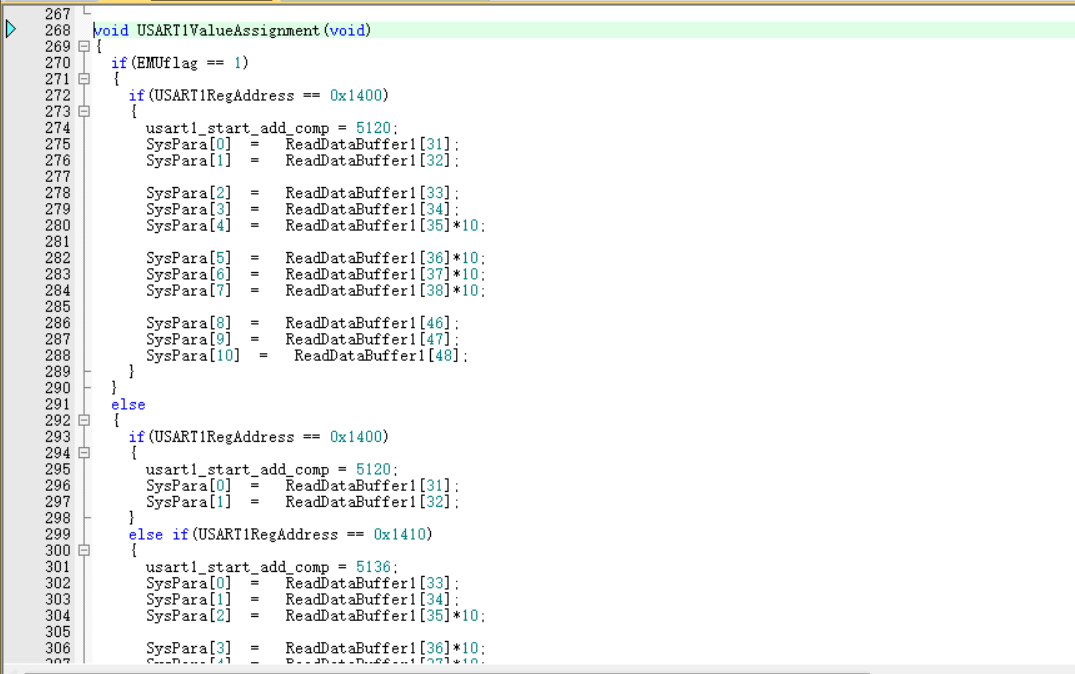 267
268 void USART1ValueAssignment(void)
269 {
270 if(EMUflag == 1)
271 {
272 if(USART1RegAddress == 0x1400)
273 {
274 usart1_start_add_comp = 5120;
275 SysPara[0] = ReadDataBuffer1[31];
276 SysPara[1] = ReadDataBuffer1[32];
277
278 SysPara[2] = ReadDataBuffer1[33];
279 SysPara[3] = ReadDataBuffer1[34];
280 SysPara[4] = ReadDataBuffer1[35]*10;
281
282 SysPara[5] = ReadDataBuffer1[36]*10;
283 SysPara[6] = ReadDataBuffer1[37]*10;
284 SysPara[7] = ReadDataBuffer1[38]*10;
285
286 SysPara[8] = ReadDataBuffer1[46];
287 SysPara[9] = ReadDataBuffer1[47];
288 SysPara[10] = ReadDataBuffer1[48];
289 }
290 }
291 else
292 {
293 if(USART1RegAddress == 0x1400)
294 {
295 usart1_start_add_comp = 5120;
296 SysPara[0] = ReadDataBuffer1[31];
297 SysPara[1] = ReadDataBuffer1[32];
298 }
299 else if(USART1RegAddress == 0x1410)
300 {
301 usart1_start_add_comp = 5136;
302 SysPara[0] = ReadDataBuffer1[33];
303 SysPara[1] = ReadDataBuffer1[34];
304 SysPara[2] = ReadDataBuffer1[35]*10;
305
306 SysPara[3] = ReadDataBuffer1[36]*10;